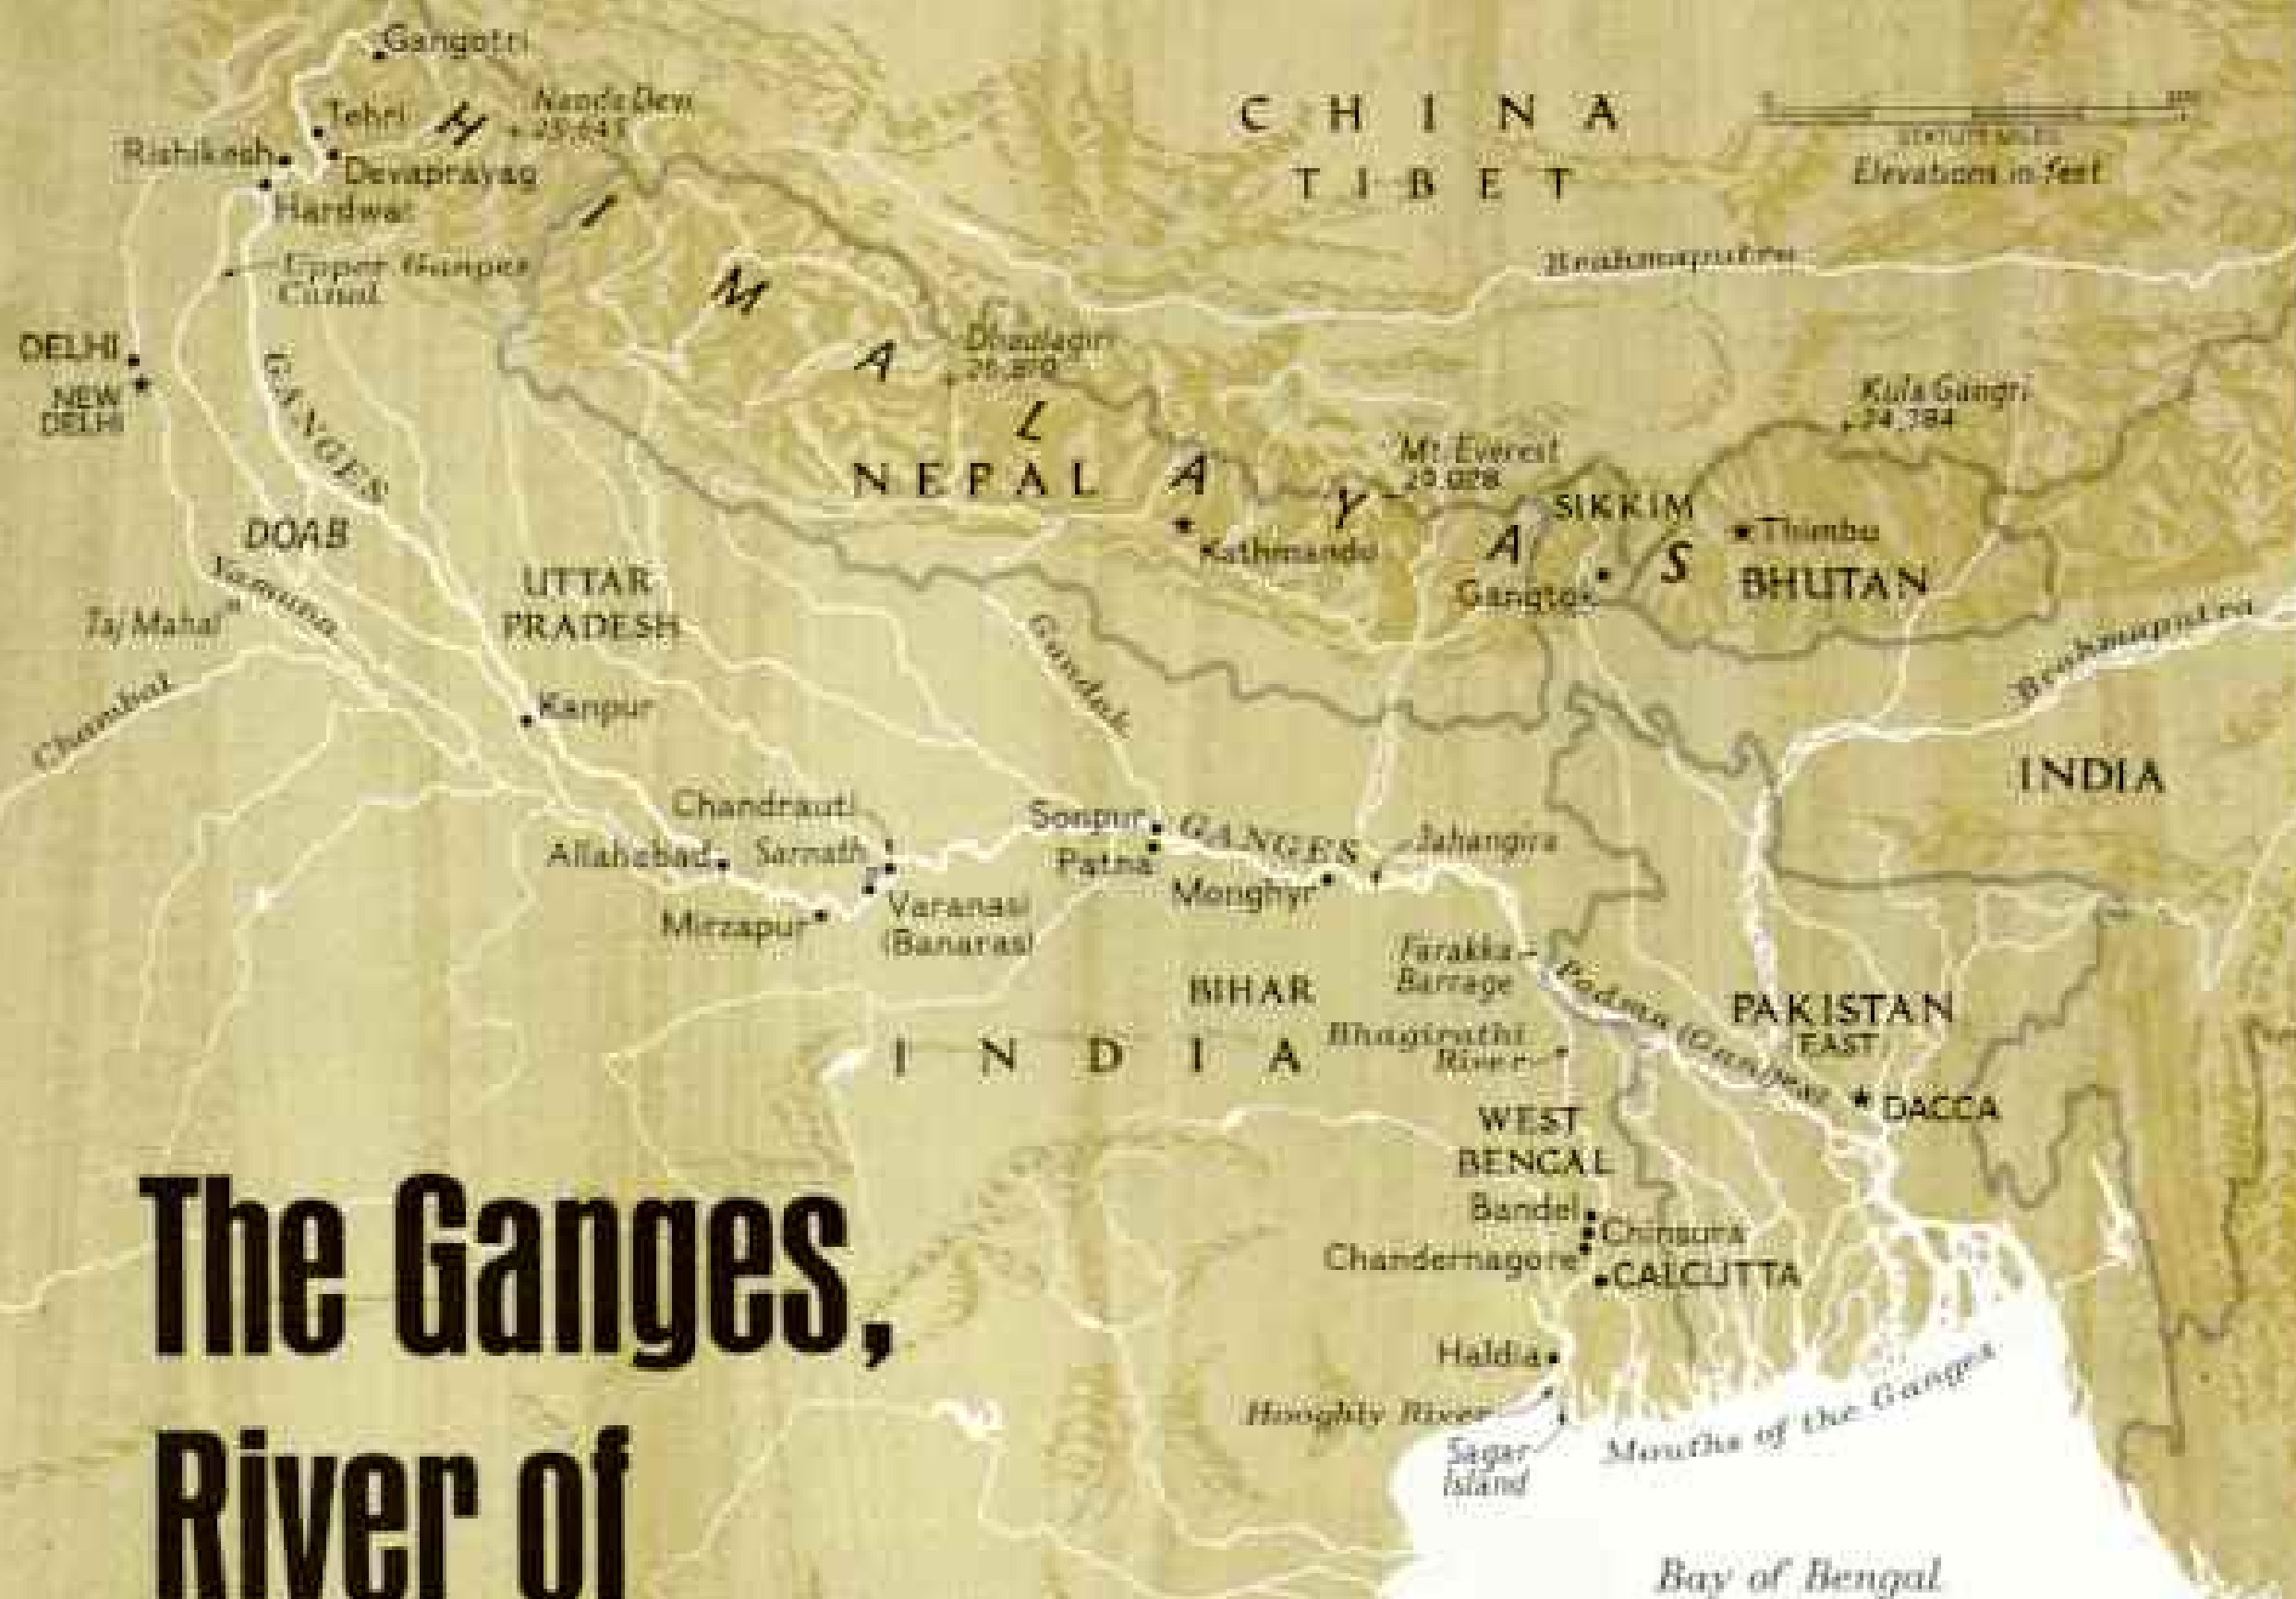 Gangotri
Tehri
Nanda Devi
25,645
Rishikesh
Devaprayag
Hardwar
Upper Ganges
Canal
DELHI
NEW
DELHI
GANGES
DOAB
Yamuna
Taj Mahal
Chambal
UTTAR
PRADESH
Kanpur
CHINA
TIBET
STATUTE MILES
Elevations in feet
Brahmaputra
HIMALAYAS
Dhaulagiri
NEPAL
Kathmandu
Mt. Everest
29,028
Kula Gangri
24,784
SIKKIM
Gangtok
Thimbu
BHUTAN
Brahmaputra
INDIA
Gandak
Chandrauti
Allahabad
Sarnath
Mirzapur
Varanasi
(Banaras)
Sonpur
Patna
GANGES
Monghyr
Jahangira
Farakka
Barrage
BIHAR
INDIA
Bhagirathi
River
Padma (Ganges)
PAKISTAN
EAST
DACCA
WEST
BENGAL
Bandel
Chinsura
Chandernagore
CALCUTTA
Haldia
Hooghly River
Sagar
Island
Mouths of the Ganges
Bay of Bengal
The Ganges,
River of